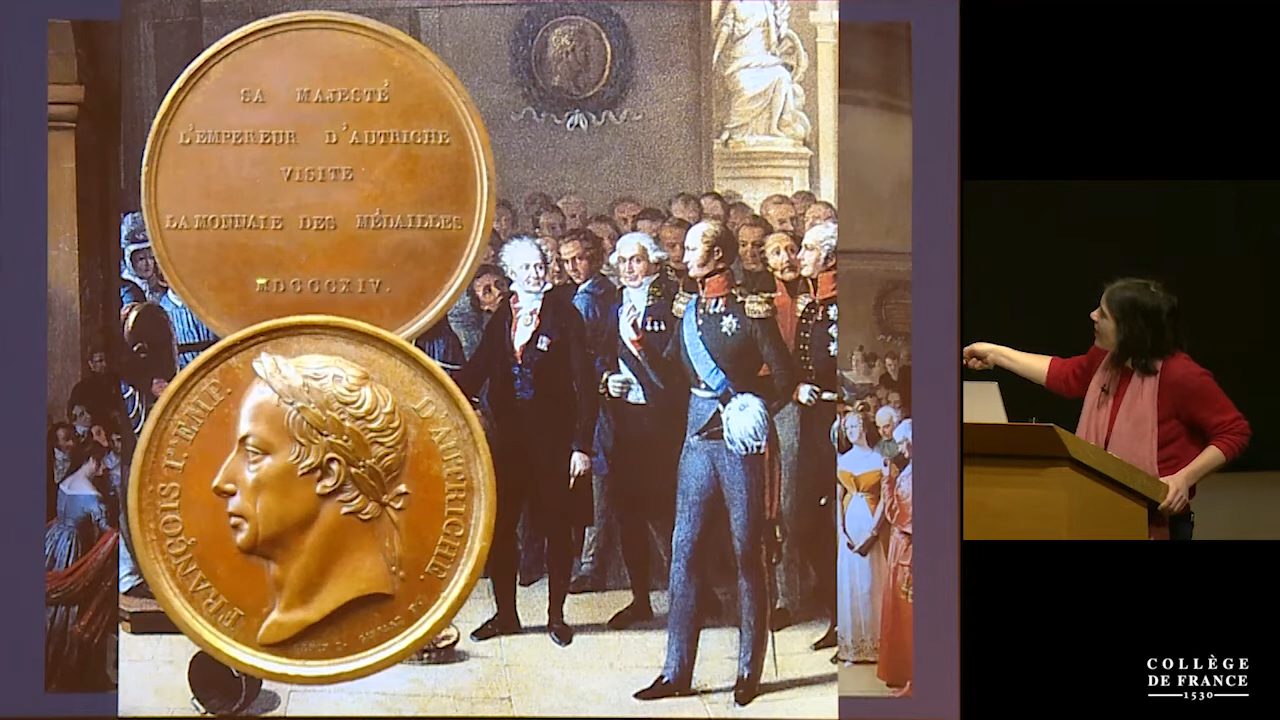 SA MAJESTÉ
L'EMPEREUR D'AUTRICHE
VISITE
LA MONNAIE DES MÉDAILLES
MDCCCXIV.
FRANÇOIS I.ER EMP. D'AUTRICHE.
COLLÈGE
DE FRANCE
1530